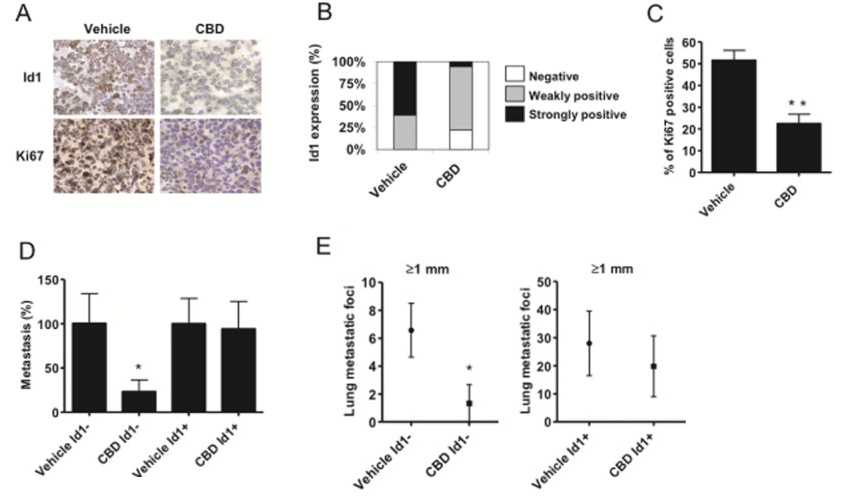 A
Vehicle
CBD
Id1
Ki67
B
Id1 expression (%)
100%
75%
50%
25%
0%
Vehicle
CBD
Negative
Weakly positive
Strongly positive
C
% of Ki67 positive cells
60
50
40
30
20
10
0
* *
Vehicle
CBD
D
Metastasis (%)
150
100
50
0
*
Vehicle Id1-
CBD Id1-
Vehicle Id1+
CBD Id1+
E
≥1 mm
Lung metastatic foci
10
8
6
4
2
0
*
Vehicle Id1-
CBD Id1-
≥1 mm
Lung metastatic foci
50
40
30
20
10
0
Vehicle Id1+
CBD Id1+